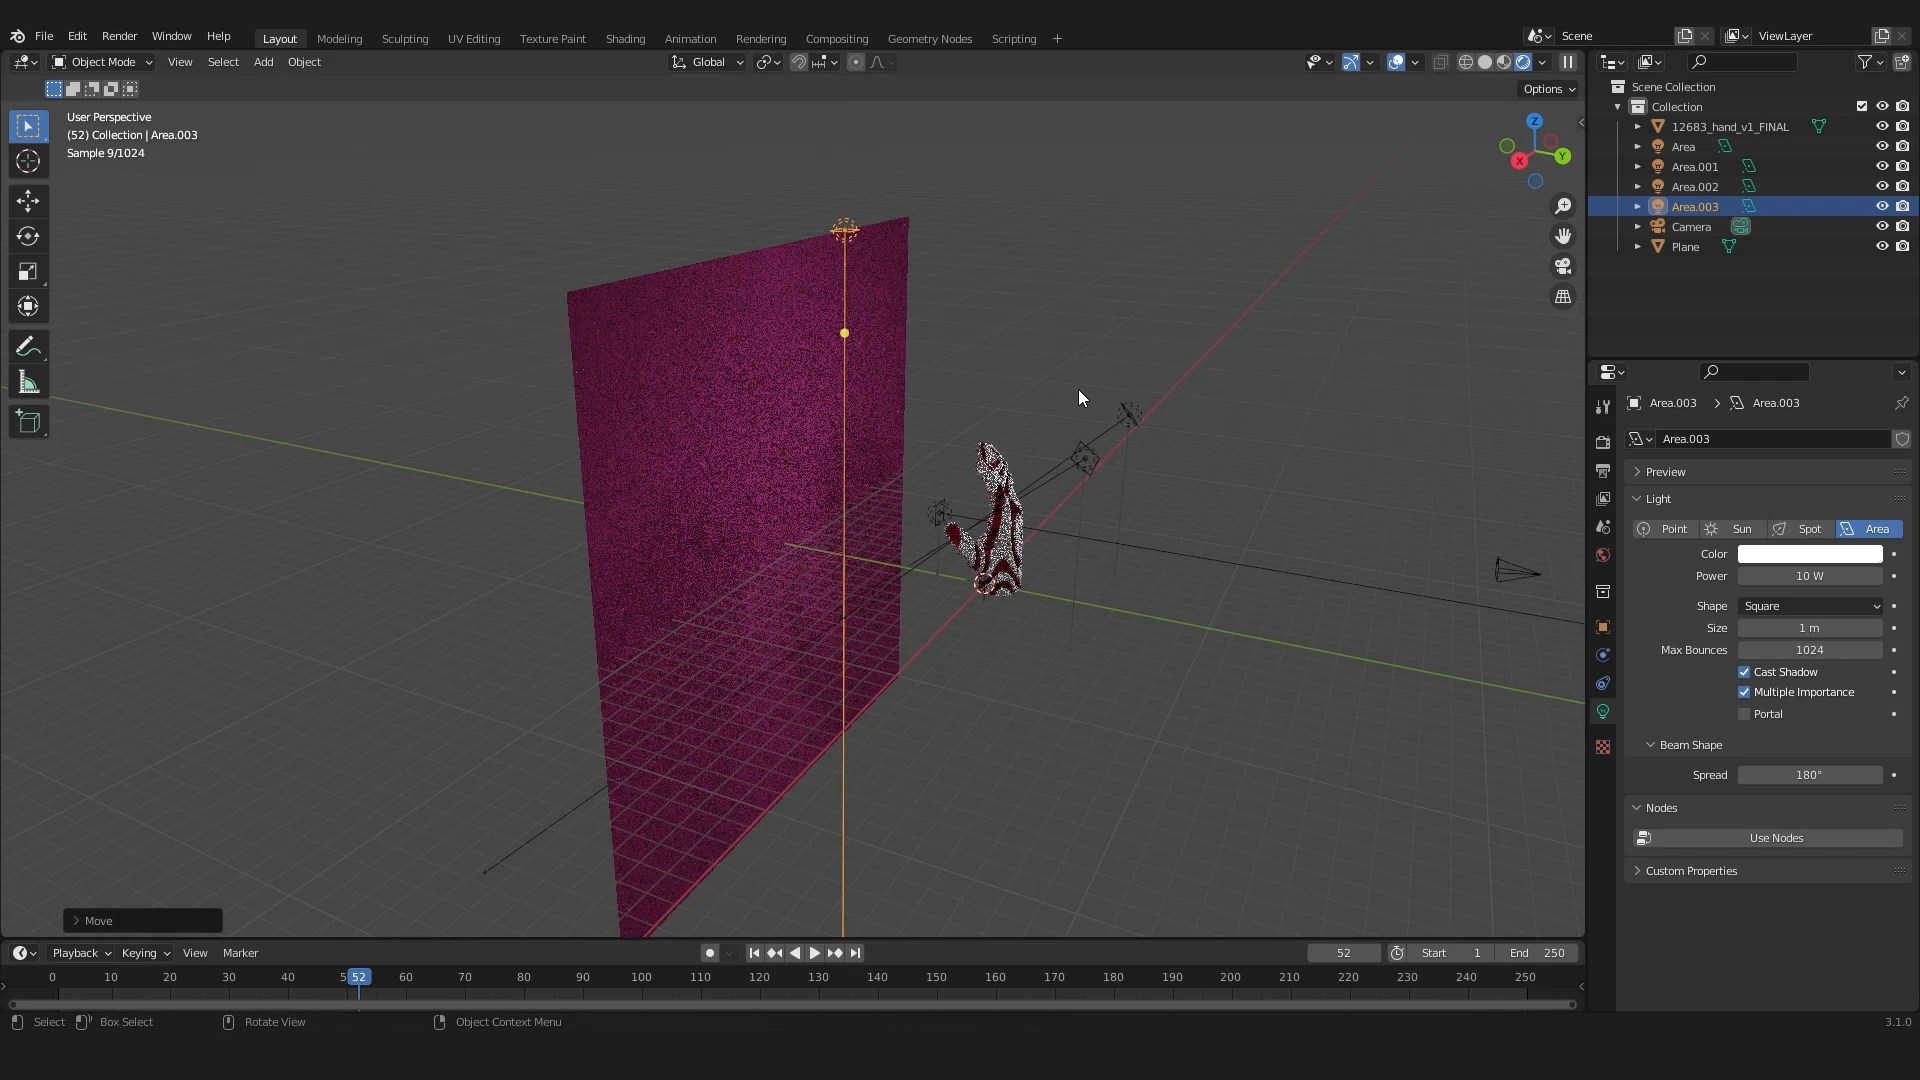 File Edit Render Window Help Layout Modeling Sculpting UV Editing Texture Paint Shading Animation Rendering Compositing Geometry Nodes Scripting + Scene ViewLayer
Object Mode View Select Add Object Global
Options
User Perspective
(52) Collection | Area.003
Sample 9/1024
Z
Y
X
Scene Collection
Collection
12683_hand_v1_FINAL
Area
Area.001
Area.002
Area.003
Camera
Plane
Area.003 > Area.003
Area.003
Preview
Light
Point Sun Spot Area
Color
Power 10 W
Shape Square
Size 1 m
Max Bounces 1024
Cast Shadow
Multiple Importance
Portal
Beam Shape
Spread 180°
Nodes
Use Nodes
Custom Properties
Move
Playback Keying View Marker 52 Start 1 End 250
0 10 20 30 40 5 52 60 70 80 90 100 110 120 130 140 150 160 170 180 190 200 210 220 230 240 250
Select Box Select Rotate View Object Context Menu 3.1.0